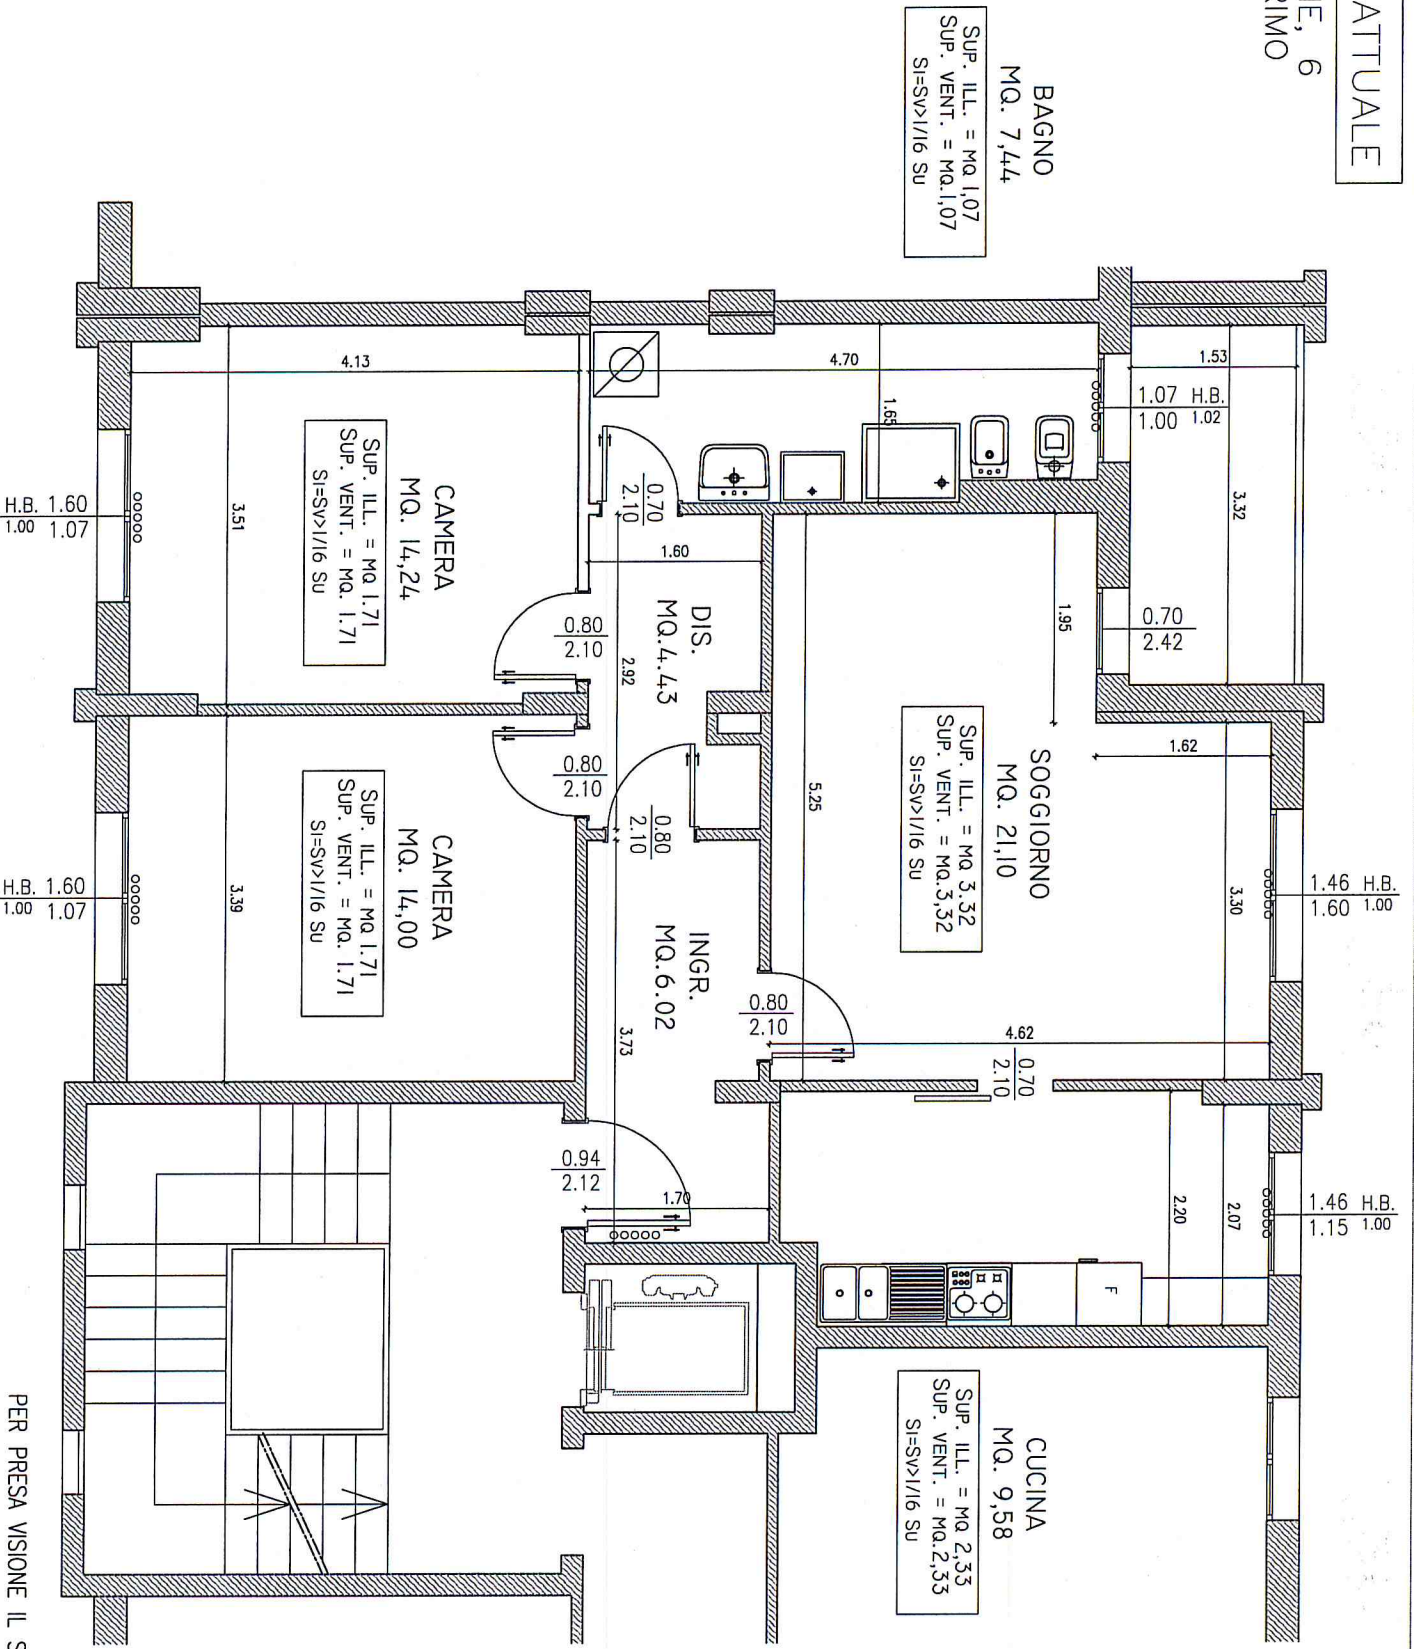 ATTUALE
IE, 6
RIMO
BAGNO
MQ. 7,44
SUP. ILL. = MQ 1,07
SUP. VENT. = MQ.1,07
SI=SV>1/16 Su
1.53
3.32
1.07 H.B.
1.00 1.02
0.70
2.42
4.13
4.70
1.65
3.51
0.70
2.10
1.60
1.95
CAMERA
MQ. 14,24
SUP. ILL. = MQ 1.71
SUP. VENT. = MQ. 1.71
SI=SV>1/16 Su
H.B. 1.60
1.00 1.07
0.80
2.10
2.92
DIS.
MQ.4.43
5.25
SOGGIORNO
MQ. 21,10
SUP. ILL. = MQ 3.32
SUP. VENT. = MQ.3,32
SI=SV>1/16 Su
1.62
3.30
1.46 H.B.
1.60 1.00
0.80
2.10
0.80
2.10
CAMERA
MQ. 14,00
SUP. ILL. = MQ 1.71
SUP. VENT. = MQ. 1.71
SI=SV>1/16 Su
H.B. 1.60
1.00 1.07
3.39
INGR.
MQ.6.02
3.73
0.80
2.10
4.62
0.70
2.10
0.94
2.12
1.70
2.20
2.07
1.46 H.B.
1.15 1.00
F
CUCINA
MQ. 9,58
SUP. ILL. = MQ 2,33
SUP. VENT. = MQ.2,33
SI=SV>1/16 Su
PER PRESA VISIONE IL S